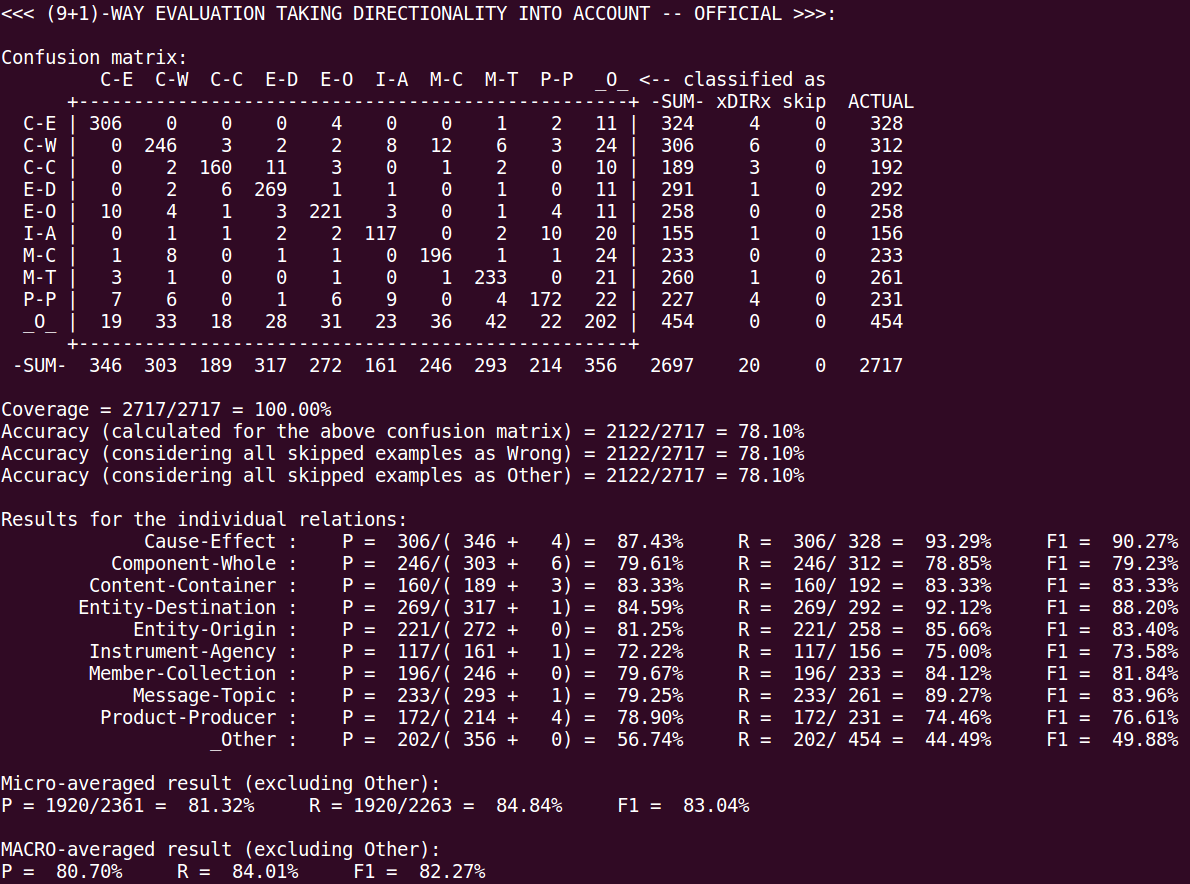 <<< (9+1)-WAY EVALUATION TAKING DIRECTIONALITY INTO ACCOUNT -- OFFICIAL >>>:

Confusion matrix:
         C-E  C-W  C-C  E-D  E-O  I-A  M-C  M-T  P-P  _O_ <-- classified as
      +--------------------------------------------------+ -SUM- xDIRx skip  ACTUAL
  C-E | 306    0    0    0    4    0    0    1    2   11 |  324     4     0    328
  C-W |   0  246    3    2    2    8   12    6    3   24 |  306     6     0    312
  C-C |   0    2  160   11    3    0    1    2    0   10 |  189     3     0    192
  E-D |   0    2    6  269    1    1    0    1    0   11 |  291     1     0    292
  E-O |  10    4    1    3  221    3    0    1    4   11 |  258     0     0    258
  I-A |   0    1    1    2    2  117    0    2   10   20 |  155     1     0    156
  M-C |   1    8    0    1    1    0  196    1    1   24 |  233     0     0    233
  M-T |   3    1    0    0    1    0    1  233    0   21 |  260     1     0    261
  P-P |   7    6    0    1    6    9    0    4  172   22 |  227     4     0    231
  _O_ |  19   33   18   28   31   23   36   42   22  202 |  454     0     0    454
      +--------------------------------------------------+
 -SUM-  346  303  189  317  272  161  246  293  214  356   2697    20     0   2717

Coverage = 2717/2717 = 100.00%
Accuracy (calculated for the above confusion matrix) = 2122/2717 = 78.10%
Accuracy (considering all skipped examples as Wrong) = 2122/2717 = 78.10%
Accuracy (considering all skipped examples as Other) = 2122/2717 = 78.10%

Results for the individual relations:
             Cause-Effect :    P =  306/( 346 +   4) =  87.43%     R =  306/ 328 =  93.29%     F1 =  90.27%
          Component-Whole :    P =  246/( 303 +   6) =  79.61%     R =  246/ 312 =  78.85%     F1 =  79.23%
        Content-Container :    P =  160/( 189 +   3) =  83.33%     R =  160/ 192 =  83.33%     F1 =  83.33%
       Entity-Destination :    P =  269/( 317 +   1) =  84.59%     R =  269/ 292 =  92.12%     F1 =  88.20%
            Entity-Origin :    P =  221/( 272 +   0) =  81.25%     R =  221/ 258 =  85.66%     F1 =  83.40%
        Instrument-Agency :    P =  117/( 161 +   1) =  72.22%     R =  117/ 156 =  75.00%     F1 =  73.58%
        Member-Collection :    P =  196/( 246 +   0) =  79.67%     R =  196/ 233 =  84.12%     F1 =  81.84%
            Message-Topic :    P =  233/( 293 +   1) =  79.25%     R =  233/ 261 =  89.27%     F1 =  83.96%
         Product-Producer :    P =  172/( 214 +   4) =  78.90%     R =  172/ 231 =  74.46%     F1 =  76.61%
                   _Other :    P =  202/( 356 +   0) =  56.74%     R =  202/ 454 =  44.49%     F1 =  49.88%

Micro-averaged result (excluding Other):
P = 1920/2361 =  81.32%     R = 1920/2263 =  84.84%     F1 =  83.04%

MACRO-averaged result (excluding Other):
P =  80.70%     R =  84.01%     F1 =  82.27%